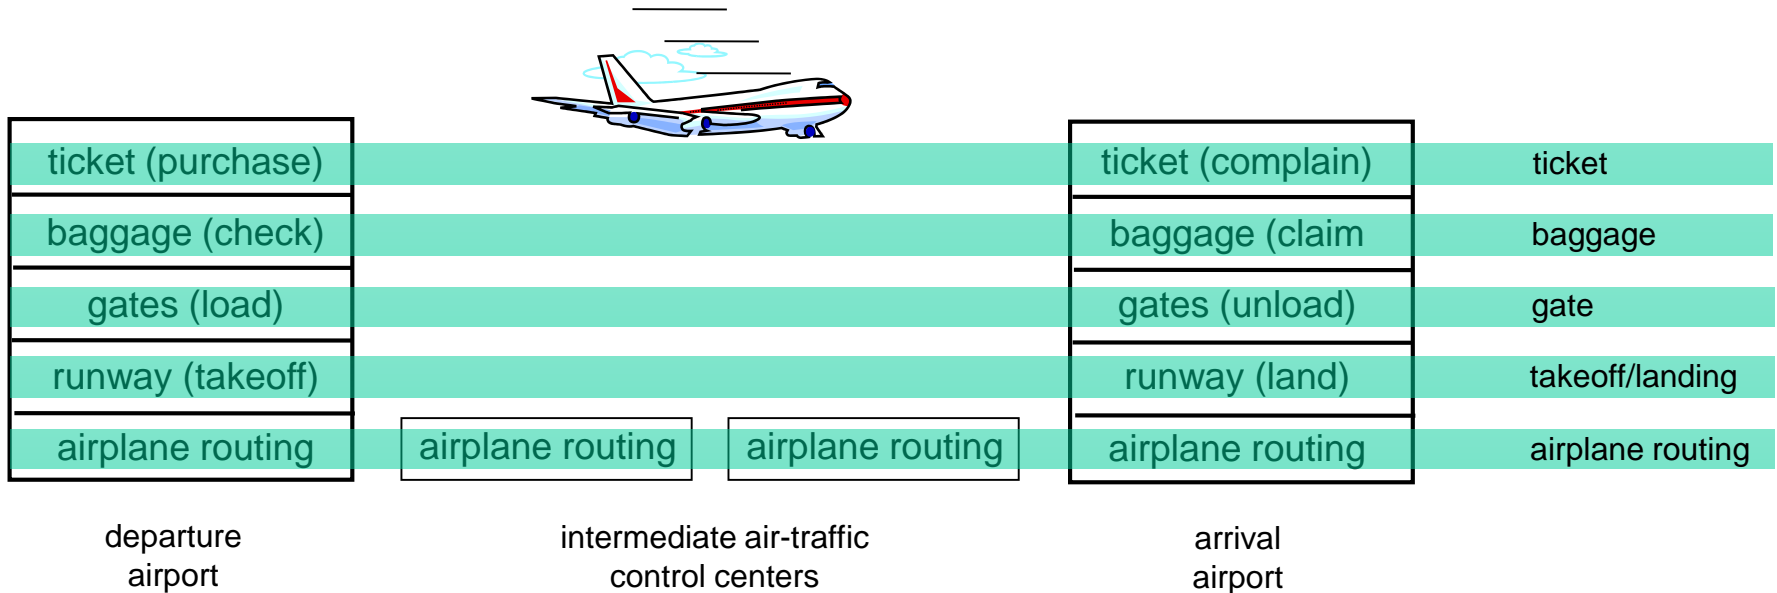 ticket (purchase) ticket (complain) ticket
baggage (check) baggage (claim baggage
gates (load) gates (unload) gate
runway (takeoff) runway (land) takeoff/landing
airplane routing airplane routing airplane routing airplane routing airplane routing
departure
airport
intermediate air-traffic
control centers
arrival
airport